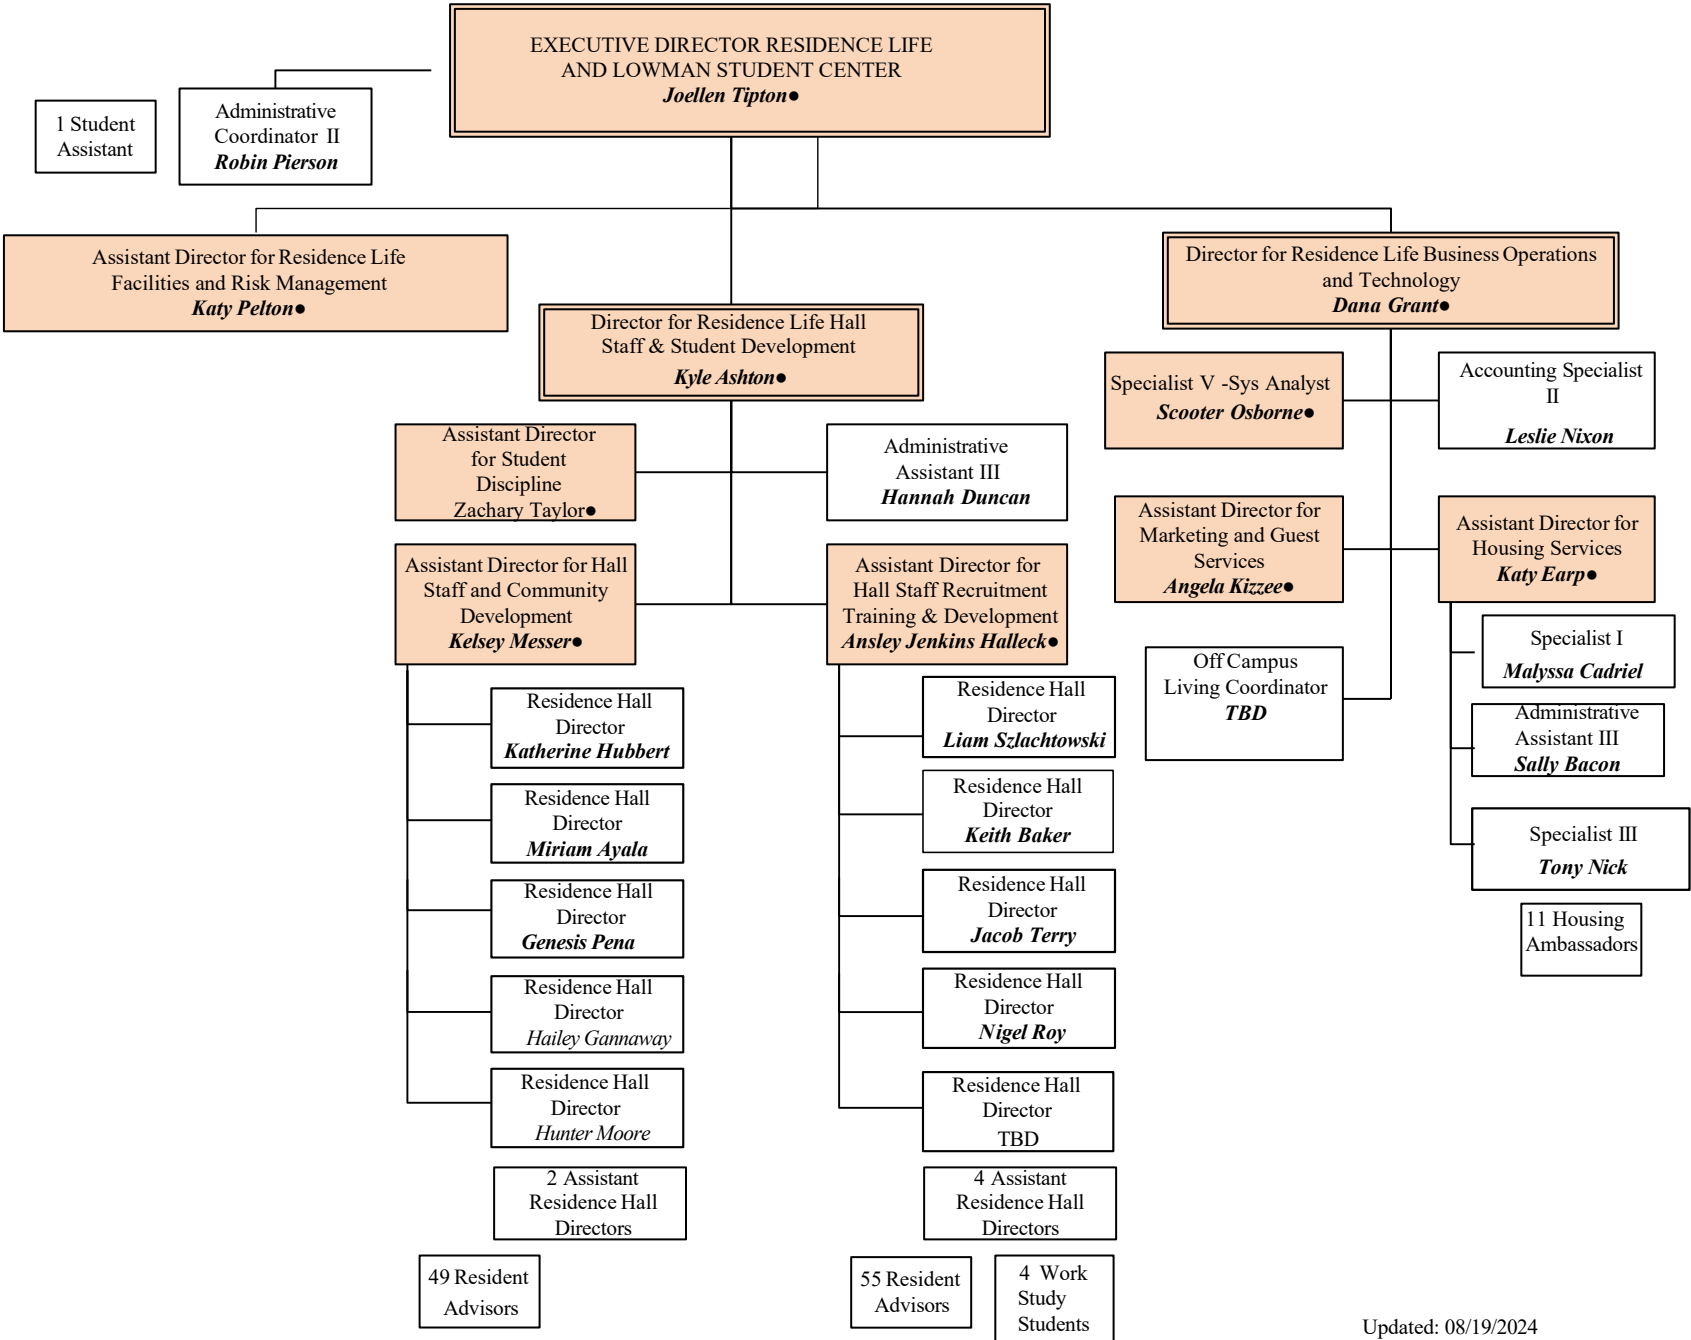 EXECUTIVE DIRECTOR RESIDENCE LIFE
AND LOWMAN STUDENT CENTER
Joellen Tipton●
1 Student
Assistant
Administrative
Coordinator II
Robin Pierson
Assistant Director for Residence Life
Facilities and Risk Management
Katy Pelton●
Director for Residence Life Hall
Staff & Student Development
Kyle Ashton●
Director for Residence Life Business Operations
and Technology
Dana Grant●
Assistant Director
for Student
Discipline
Zachary Taylor●
Administrative
Assistant III
Hannah Duncan
Assistant Director for Hall
Staff and Community
Development
Kelsey Messer●
Assistant Director for
Hall Staff Recruitment
Training & Development
Ansley Jenkins Halleck●
Residence Hall
Director
Katherine Hubbert
Residence Hall
Director
Miriam Ayala
Residence Hall
Director
Genesis Pena
Residence Hall
Director
Hailey Gannaway
Residence Hall
Director
Hunter Moore
2 Assistant
Residence Hall
Directors
49 Resident
Advisors
Residence Hall
Director
Liam Szlachtowski
Residence Hall
Director
Keith Baker
Residence Hall
Director
Jacob Terry
Residence Hall
Director
Nigel Roy
Residence Hall
Director
TBD
4 Assistant
Residence Hall
Directors
55 Resident
Advisors
4 Work
Study
Students
Specialist V -Sys Analyst
Scooter Osborne●
Accounting Specialist
II
Leslie Nixon
Assistant Director for
Marketing and Guest
Services
Angela Kizzee●
Assistant Director for
Housing Services
Katy Earp●
Off Campus
Living Coordinator
TBD
Specialist I
Malyssa Cadriel
Administrative
Assistant III
Sally Bacon
Specialist III
Tony Nick
11 Housing
Ambassadors
Updated: 08/19/2024